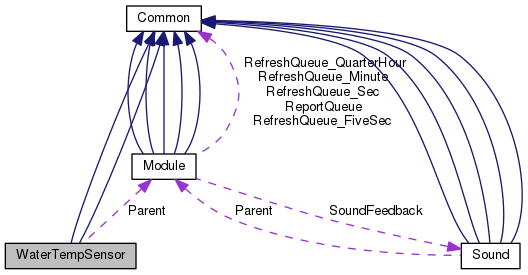 Common
RefreshQueue_QuarterHour
RefreshQueue_Minute
RefreshQueue_Sec
ReportQueue
RefreshQueue_FiveSec
Module
Parent
Parent
SoundFeedback
WaterTempSensor
Sound